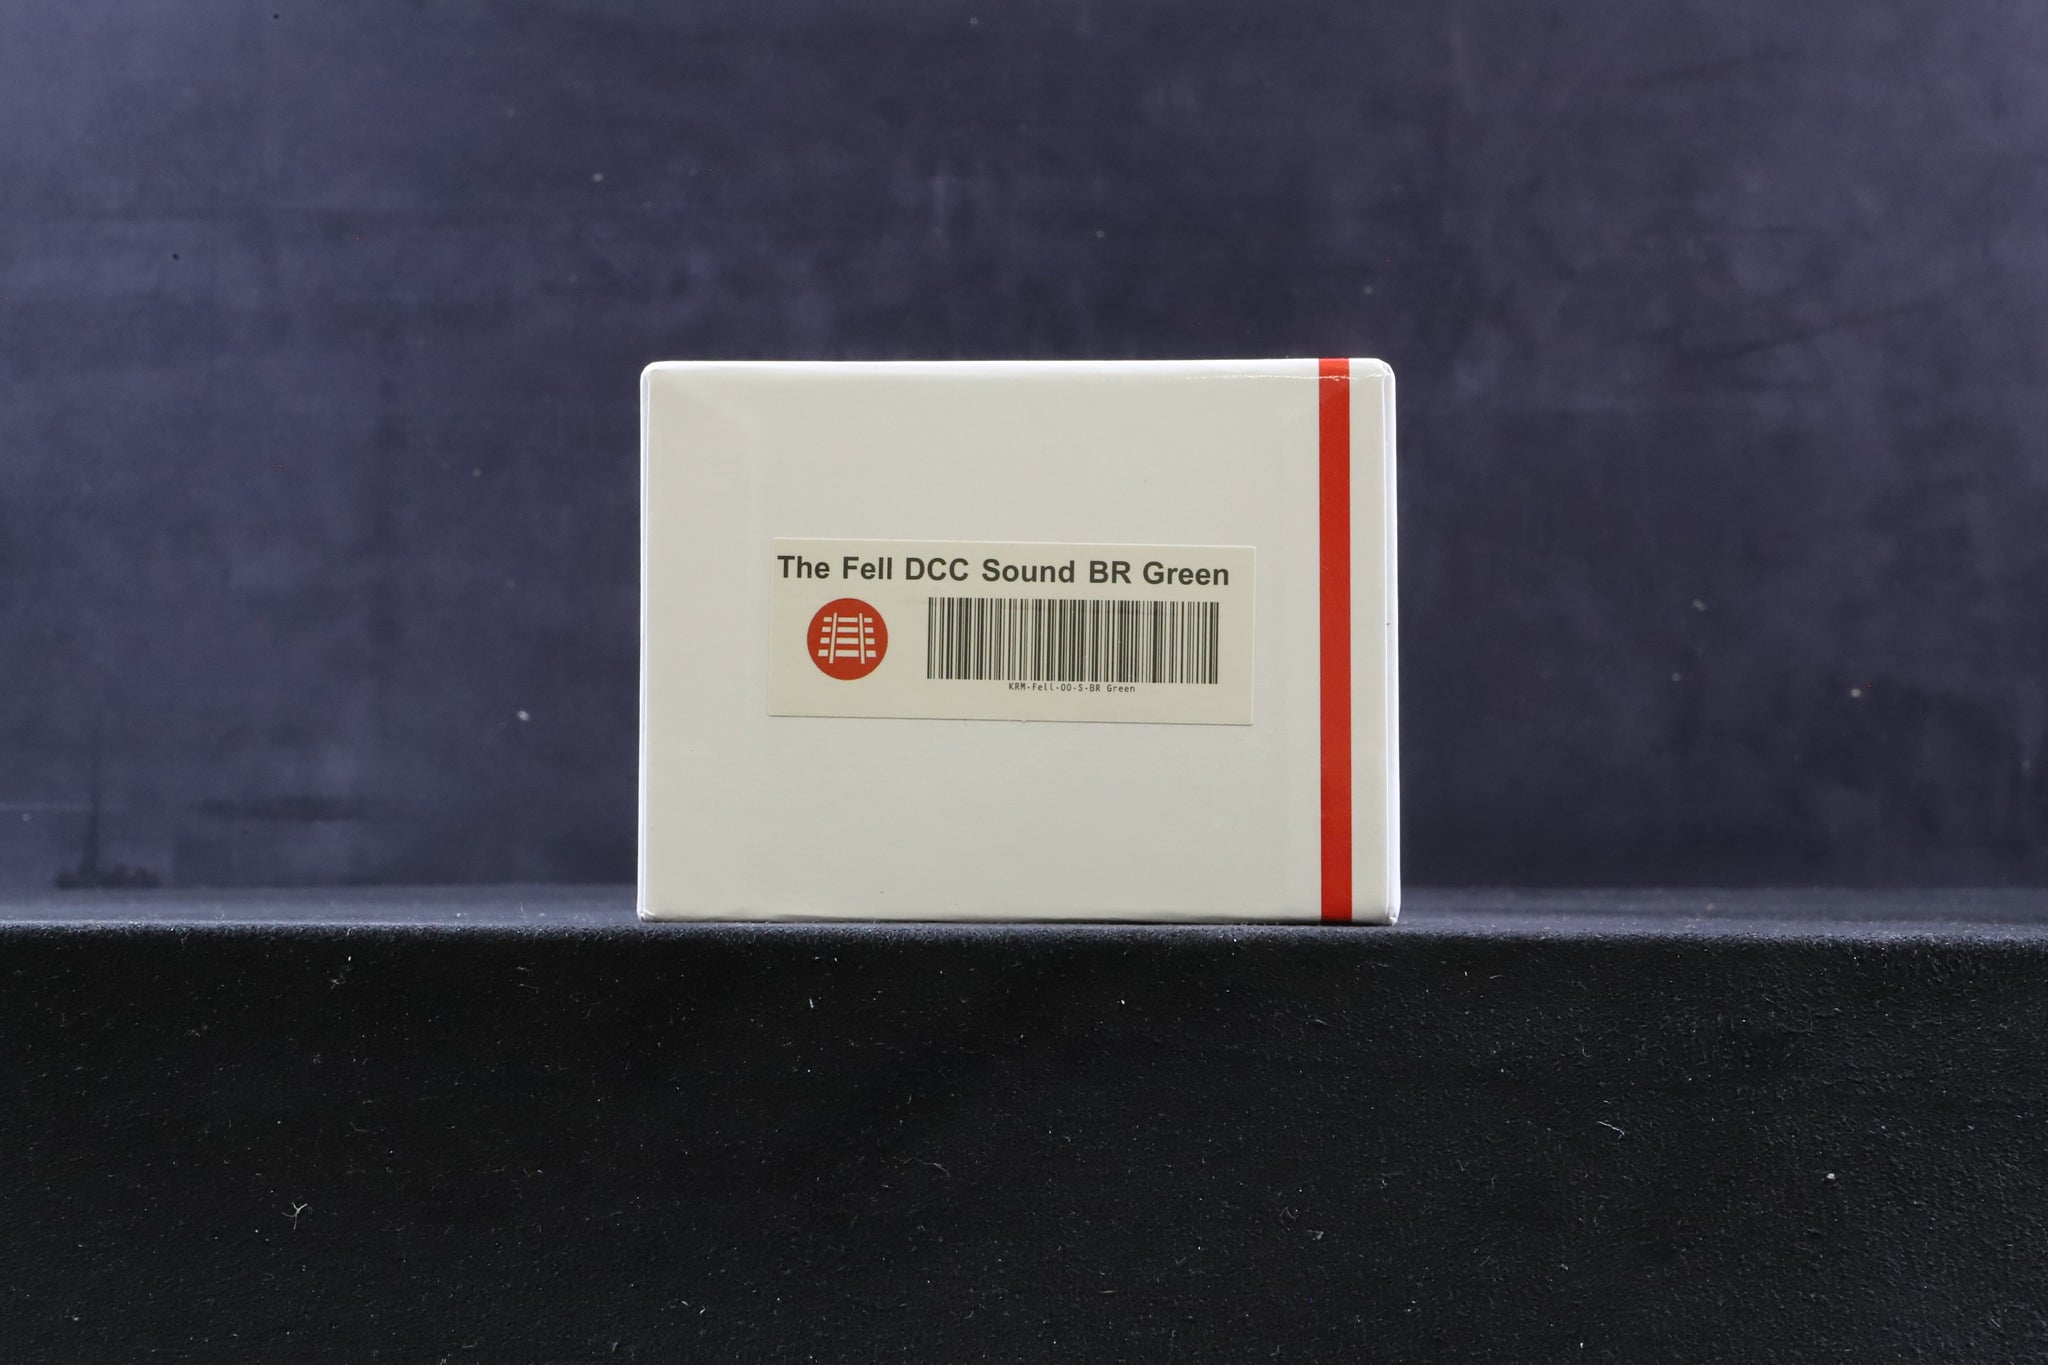 The Fell DCC Sound BR Green
KRM-Fell-OO-S-BR Green